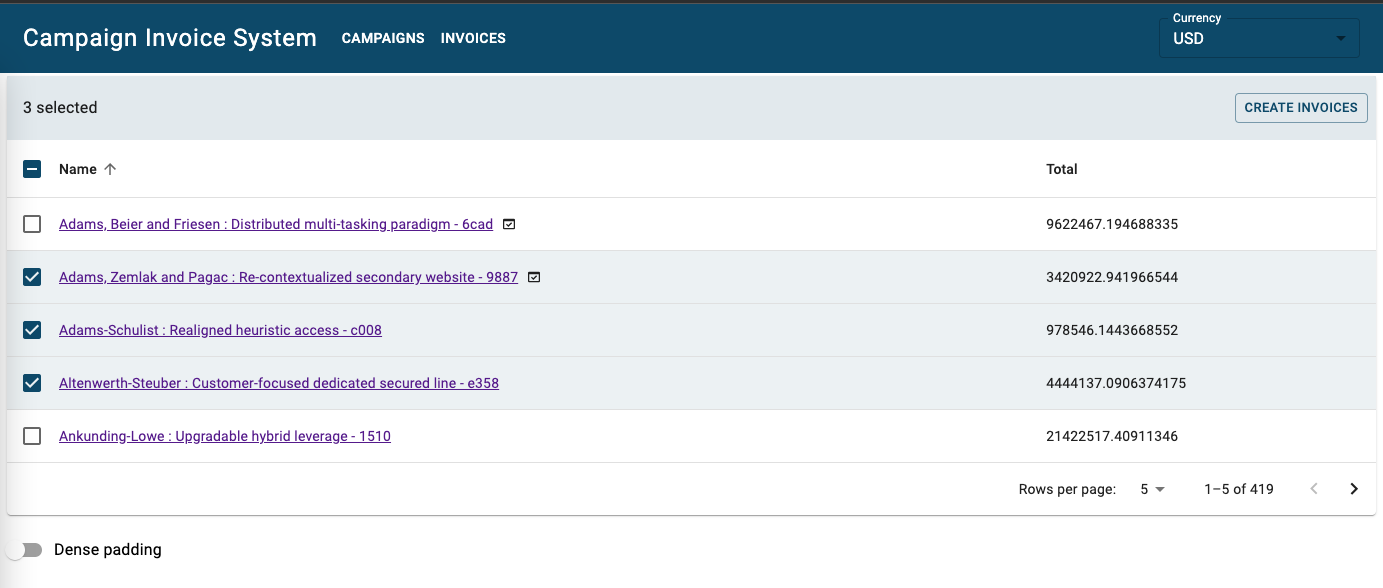 Campaign Invoice System CAMPAIGNS INVOICES Currency USD
3 selected CREATE INVOICES
Name Total
Adams, Beier and Friesen : Distributed multi-tasking paradigm - 6cad 9622467.194688335
Adams, Zemlak and Pagac : Re-contextualized secondary website - 9887 3420922.941966544
Adams-Schulist : Realigned heuristic access - c008 978546.1443668552
Altenwerth-Steuber : Customer-focused dedicated secured line - e358 4444137.0906374175
Ankunding-Lowe : Upgradable hybrid leverage - 1510 21422517.40911346
Rows per page: 5 1–5 of 419
Dense padding